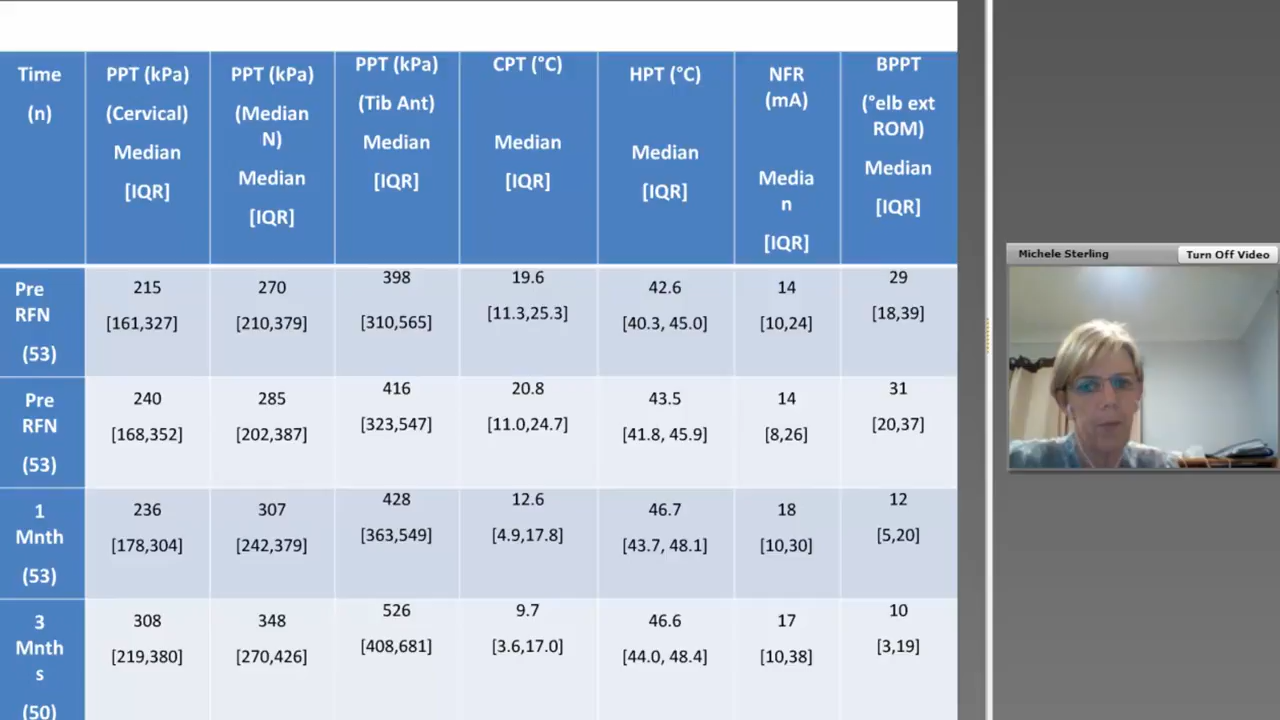 Time
(n)
PPT (kPa)
(Cervical)
Median
[IQR]
PPT (kPa)
(Median
N)
Median
[IQR]
PPT (kPa)
(Tib Ant)
Median
[IQR]
CPT (°C)
Median
[IQR]
HPT (°C)
Median
[IQR]
NFR
(mA)
Media
n
[IQR]
BPPT
(°elb ext
ROM)
Median
[IQR]
Pre
RFN
(53)
215
[161,327]
270
[210,379]
398
[310,565]
19.6
[11.3,25.3]
42.6
[40.3, 45.0]
14
[10,24]
29
[18,39]
Pre
RFN
(53)
240
[168,352]
285
[202,387]
416
[323,547]
20.8
[11.0,24.7]
43.5
[41.8, 45.9]
14
[8,26]
31
[20,37]
1
Mnth
(53)
236
[178,304]
307
[242,379]
428
[363,549]
12.6
[4.9,17.8]
46.7
[43.7, 48.1]
18
[10,30]
12
[5,20]
3
Mnth
s
(50)
308
[219,380]
348
[270,426]
526
[408,681]
9.7
[3.6,17.0]
46.6
[44.0, 48.4]
17
[10,38]
10
[3,19]
Michele Sterling
Turn Off Video